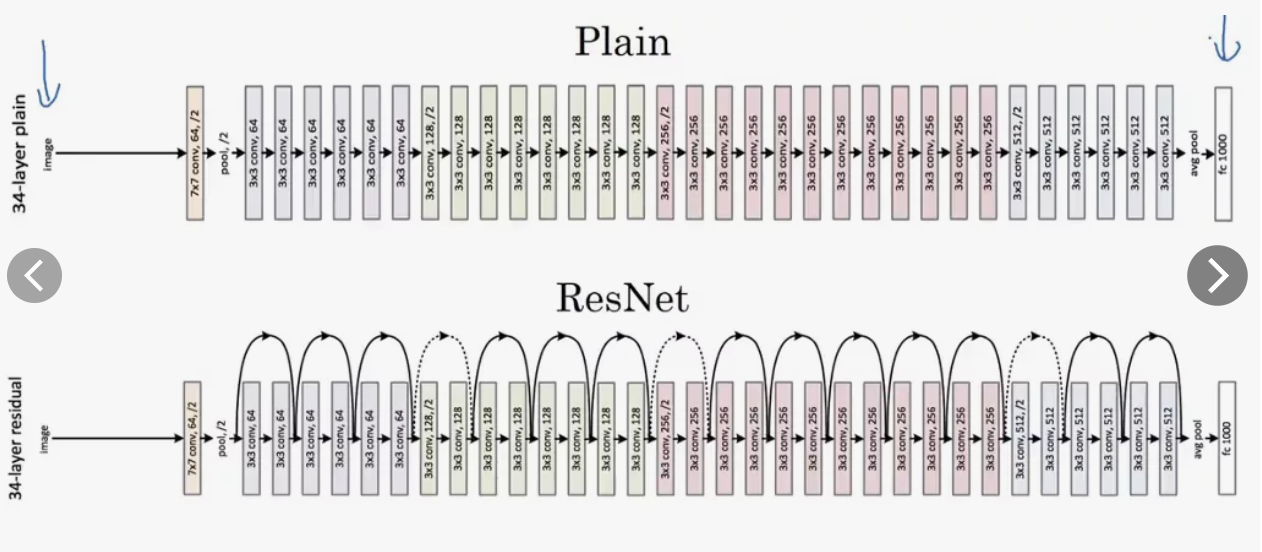 Plain
34-layer plain
image
7x7 conv, 64, /2
pool, /2
3x3 conv, 64
3x3 conv, 64
3x3 conv, 64
3x3 conv, 64
3x3 conv, 64
3x3 conv, 64
3x3 conv, 128, /2
3x3 conv, 128
3x3 conv, 128
3x3 conv, 128
3x3 conv, 128
3x3 conv, 128
3x3 conv, 128
3x3 conv, 128
3x3 conv, 256, /2
3x3 conv, 256
3x3 conv, 256
3x3 conv, 256
3x3 conv, 256
3x3 conv, 256
3x3 conv, 256
3x3 conv, 256
3x3 conv, 256
3x3 conv, 256
3x3 conv, 256
3x3 conv, 256
3x3 conv, 512, /2
3x3 conv, 512
3x3 conv, 512
3x3 conv, 512
3x3 conv, 512
3x3 conv, 512
avg pool
fc 1000
ResNet
34-layer residual
image
7x7 conv, 64, /2
pool, /2
3x3 conv, 64
3x3 conv, 64
3x3 conv, 64
3x3 conv, 64
3x3 conv, 64
3x3 conv, 64
3x3 conv, 128, /2
3x3 conv, 128
3x3 conv, 128
3x3 conv, 128
3x3 conv, 128
3x3 conv, 128
3x3 conv, 128
3x3 conv, 128
3x3 conv, 256, /2
3x3 conv, 256
3x3 conv, 256
3x3 conv, 256
3x3 conv, 256
3x3 conv, 256
3x3 conv, 256
3x3 conv, 256
3x3 conv, 256
3x3 conv, 256
3x3 conv, 256
3x3 conv, 256
3x3 conv, 512, /2
3x3 conv, 512
3x3 conv, 512
3x3 conv, 512
3x3 conv, 512
3x3 conv, 512
avg pool
fc 1000